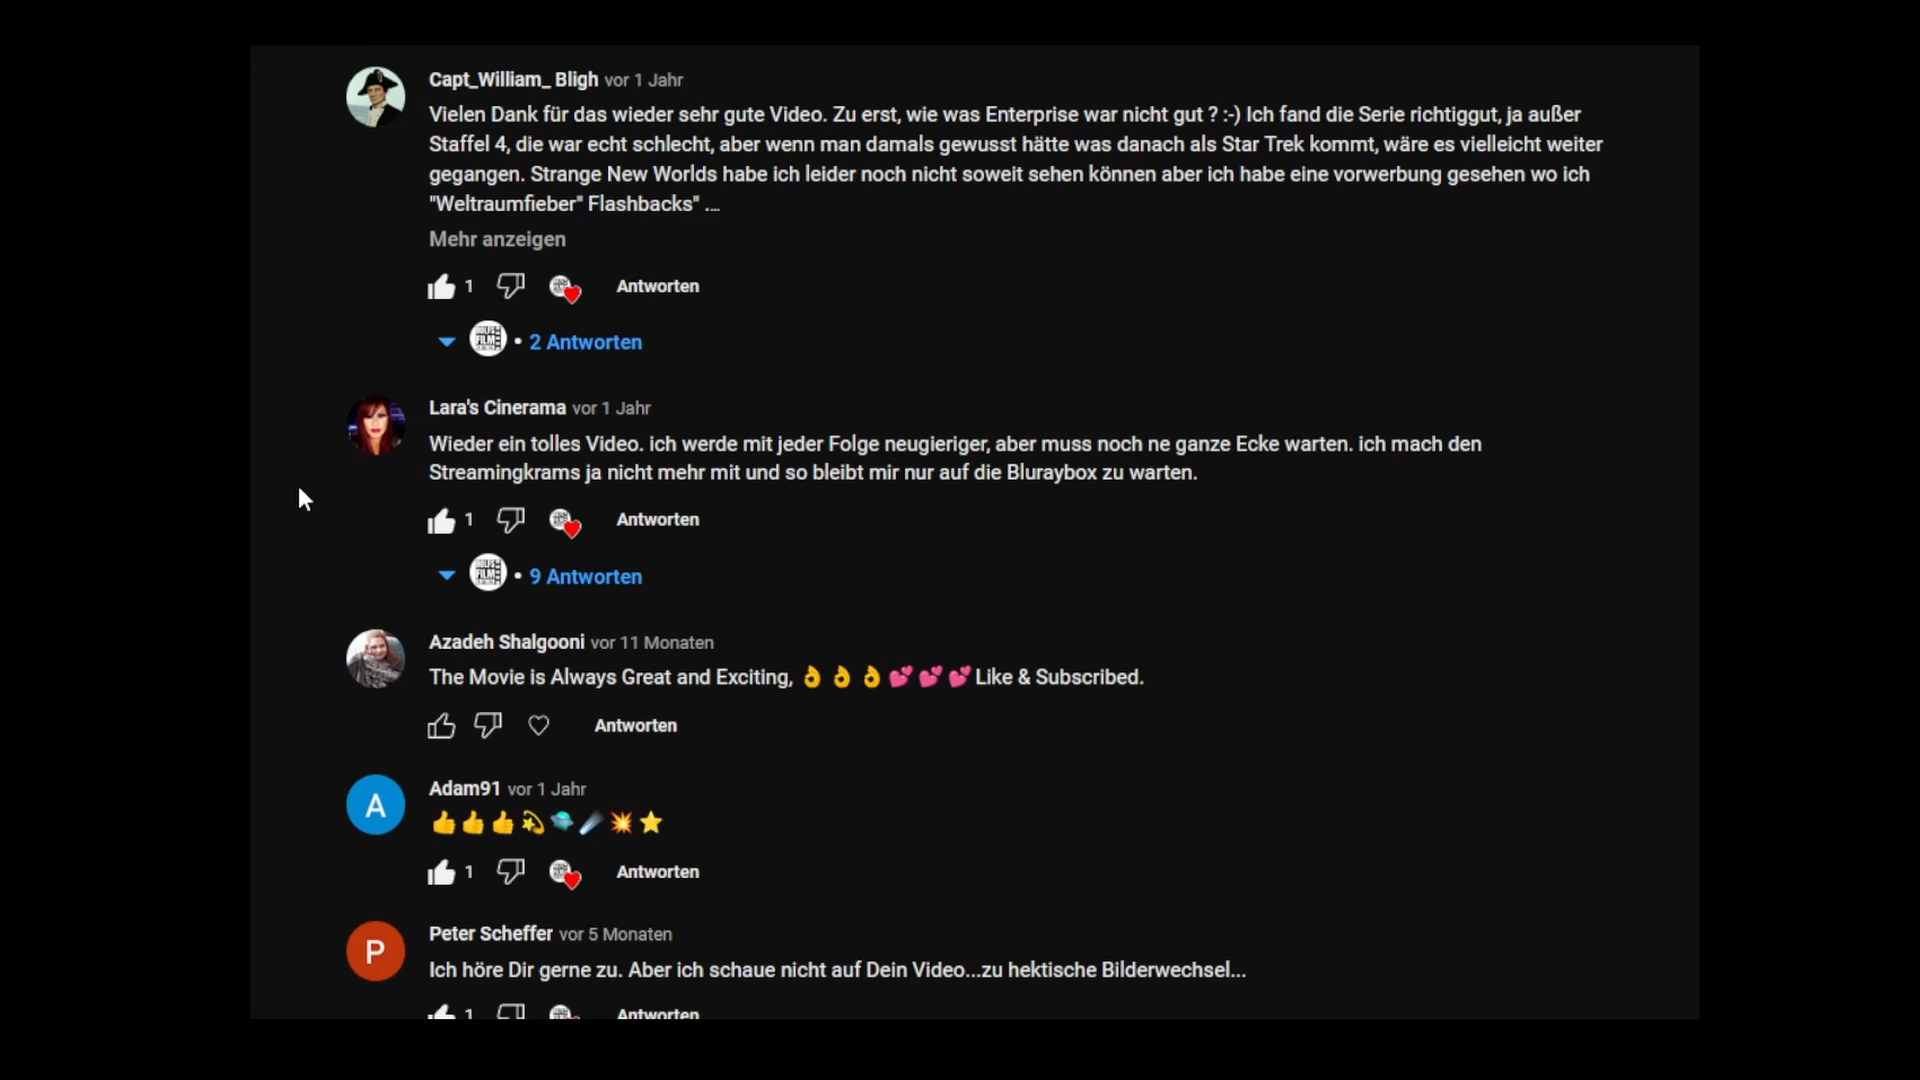 Capt_William_ Bligh vor 1 Jahr
Vielen Dank für das wieder sehr gute Video. Zu erst, wie was Enterprise war nicht gut ? :-) Ich fand die Serie richtiggut, ja außer
Staffel 4, die war echt schlecht, aber wenn man damals gewusst hätte was danach als Star Trek kommt, wäre es vielleicht weiter
gegangen. Strange New Worlds habe ich leider noch nicht soweit sehen können aber ich habe eine vorwerbung gesehen wo ich
"Weltraumfieber" Flashbacks" ...
Mehr anzeigen
1 Antworten
• 2 Antworten
Lara's Cinerama vor 1 Jahr
Wieder ein tolles Video. ich werde mit jeder Folge neugieriger, aber muss noch ne ganze Ecke warten. ich mach den
Streamingkrams ja nicht mehr mit und so bleibt mir nur auf die Bluraybox zu warten.
1 Antworten
• 9 Antworten
Azadeh Shalgooni vor 11 Monaten
The Movie is Always Great and Exciting, 👌 👌 👌 💕 💕 💕 Like & Subscribed.
Antworten
A
Adam91 vor 1 Jahr
👍👍👍💫🛸☄️💥⭐
1 Antworten
P
Peter Scheffer vor 5 Monaten
Ich höre Dir gerne zu. Aber ich schaue nicht auf Dein Video...zu hektische Bilderwechsel...
1 Antworten